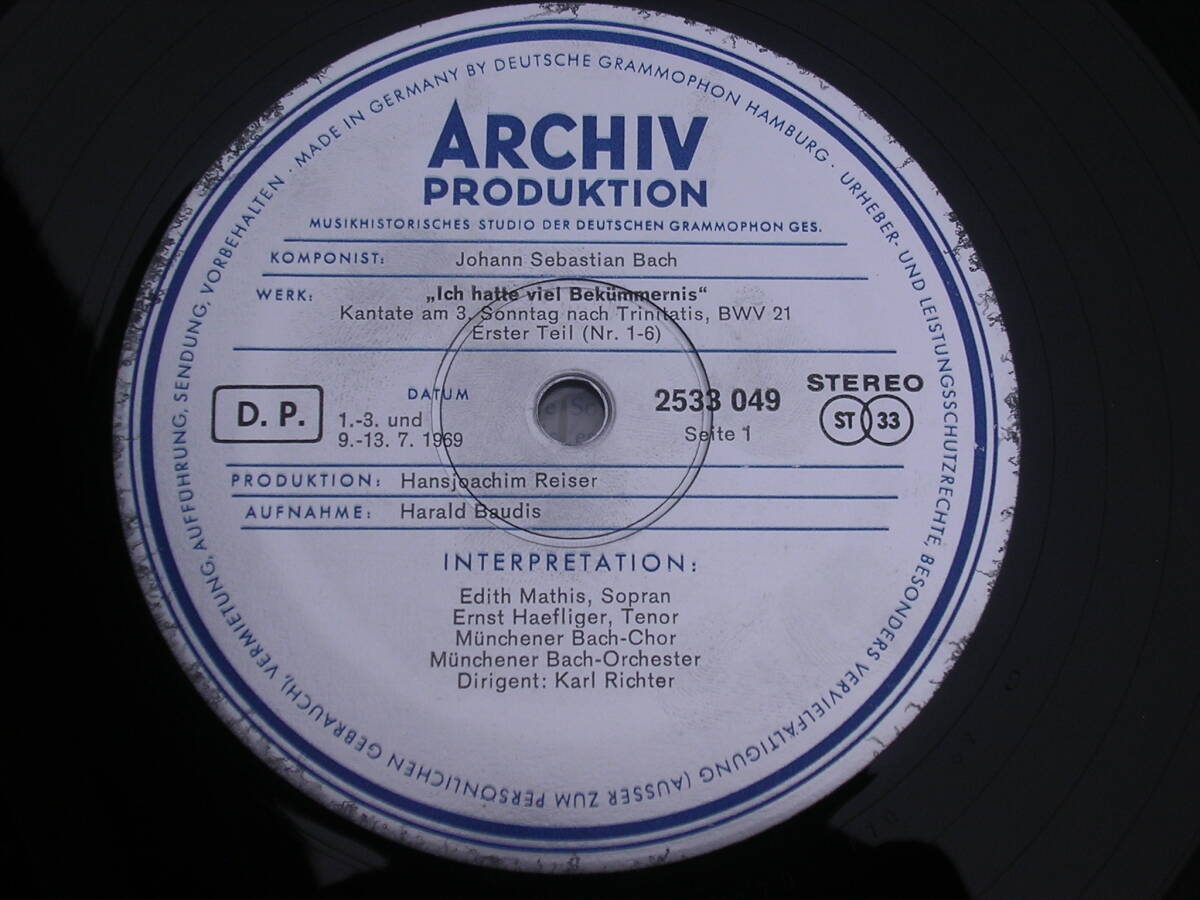 MADE IN GERMANY BY DEUTSCHE GRAMMOPHON HAMBURG · URHEBER- UND LEISTUNGSSCHUTZRECHTE, BESONDERS VERVIELFÄLTIGUNG (AUSSER ZUM PERSÖNLICHEN GEBRAUCH), VERMIETUNG, AUFFÜHRUNG, SENDUNG, VORBEHALTEN ·
ARCHIV
PRODUKTION
MUSIKHISTORISCHES STUDIO DER DEUTSCHEN GRAMMOPHON GES.
KOMPONIST: Johann Sebastian Bach
WERK: „Ich hatte viel Bekümmernis“
Kantate am 3. Sonntag nach Trinitatis, BWV 21
Erster Teil (Nr. 1-6)
D. P.
DATUM
1.-3. und
9.-13. 7. 1969
2533 049
Seite 1
STEREO
ST 33
PRODUKTION: Hansjoachim Reiser
AUFNAHME: Harald Baudis
INTERPRETATION:
Edith Mathis, Sopran
Ernst Haefliger, Tenor
Münchener Bach-Chor
Münchener Bach-Orchester
Dirigent: Karl Richter